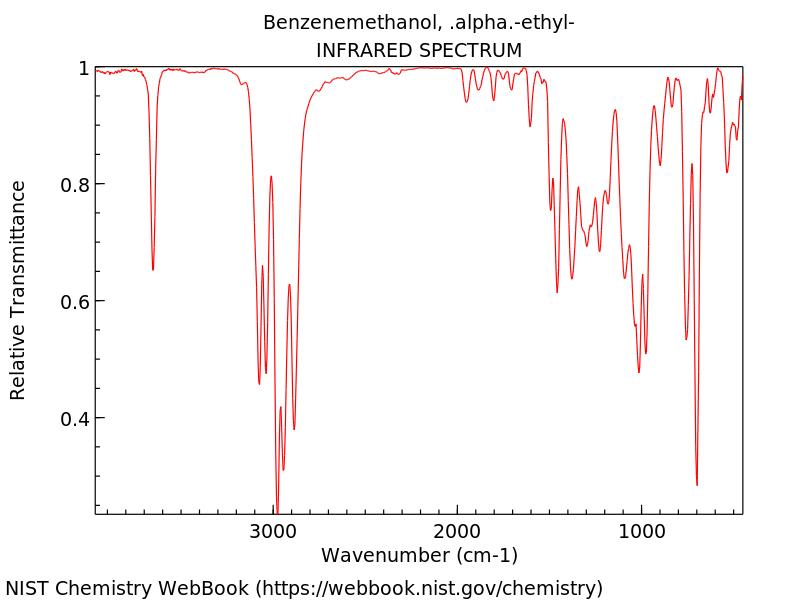 Benzenemethanol, .alpha.-ethyl-
INFRARED SPECTRUM
1
0.8
0.6
0.4
Relative Transmittance
3000 2000 1000
Wavenumber (cm-1)
NIST Chemistry WebBook (https://webbook.nist.gov/chemistry)